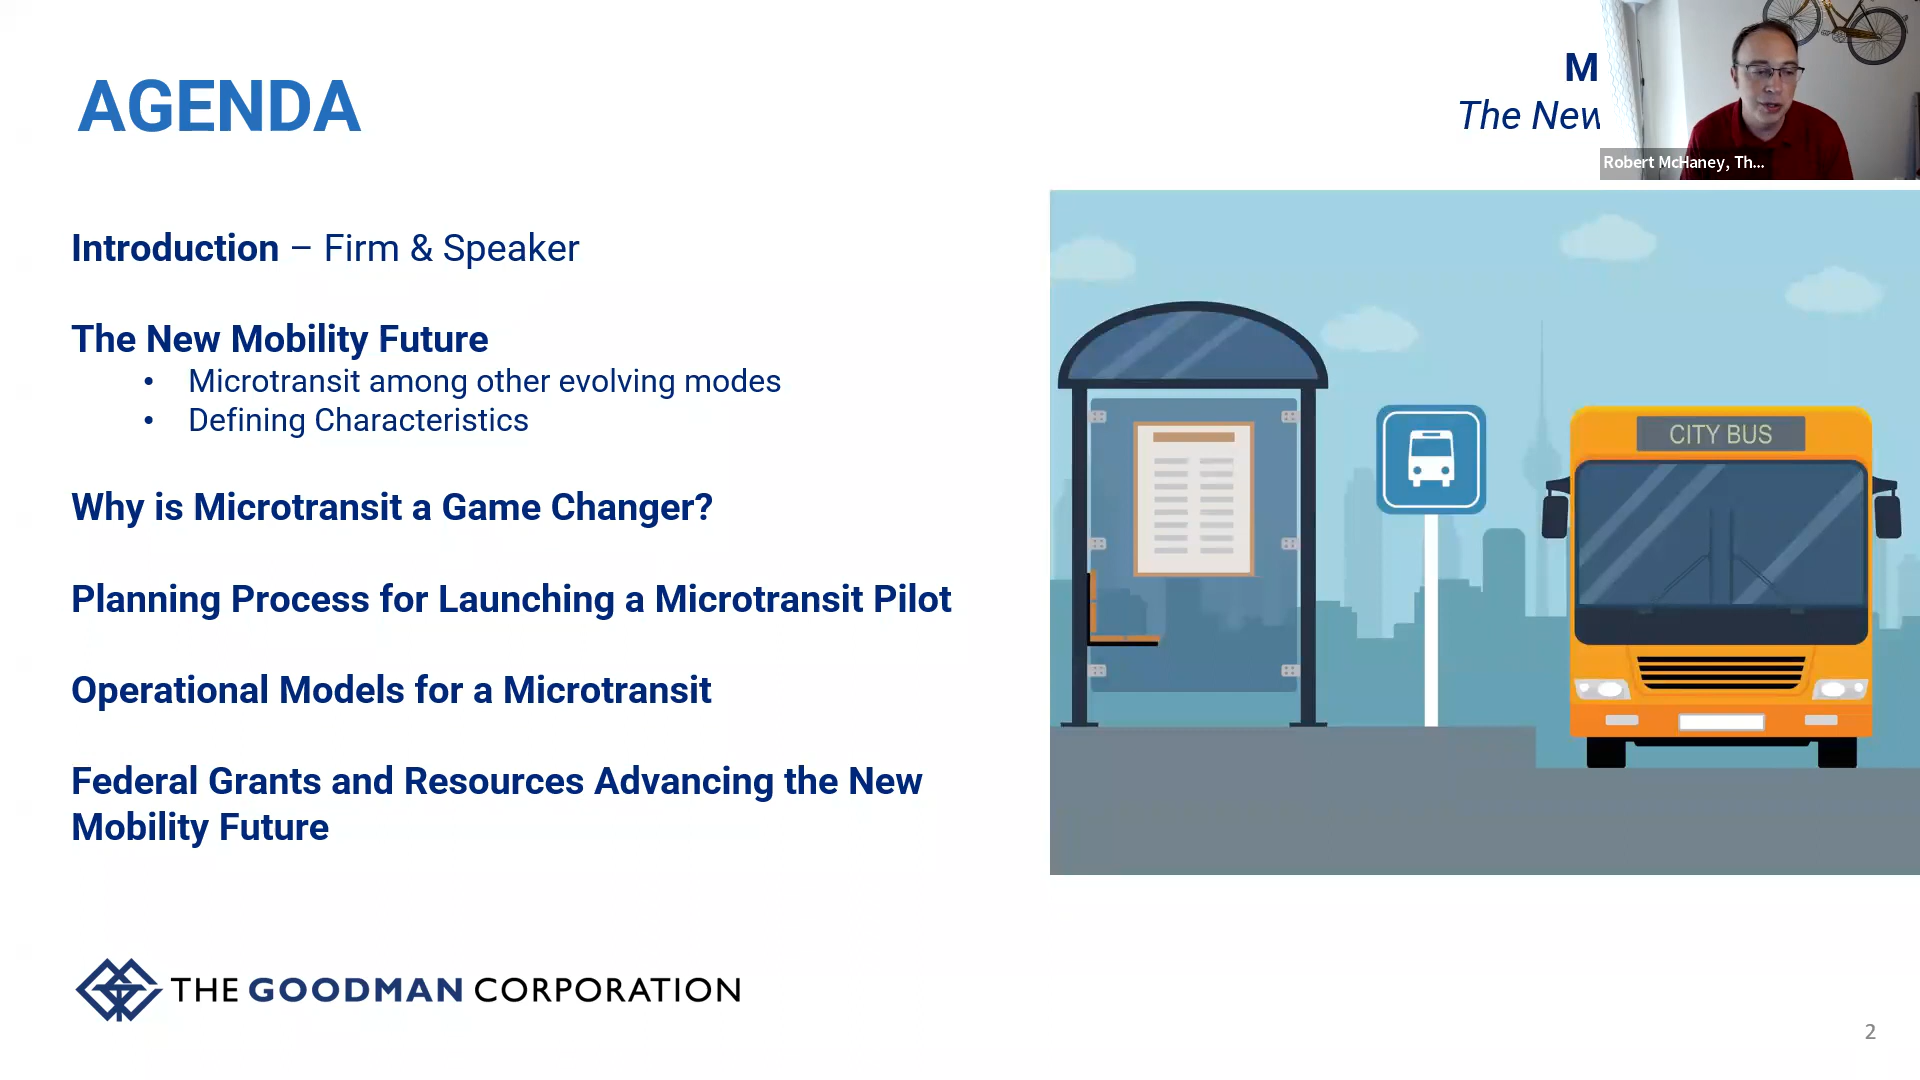 AGENDA
M
The New
Robert McHaney, Th...
Introduction – Firm & Speaker
The New Mobility Future
• Microtransit among other evolving modes
• Defining Characteristics
Why is Microtransit a Game Changer?
Planning Process for Launching a Microtransit Pilot
Operational Models for a Microtransit
Federal Grants and Resources Advancing the New
Mobility Future
CITY BUS
THE GOODMAN CORPORATION
2